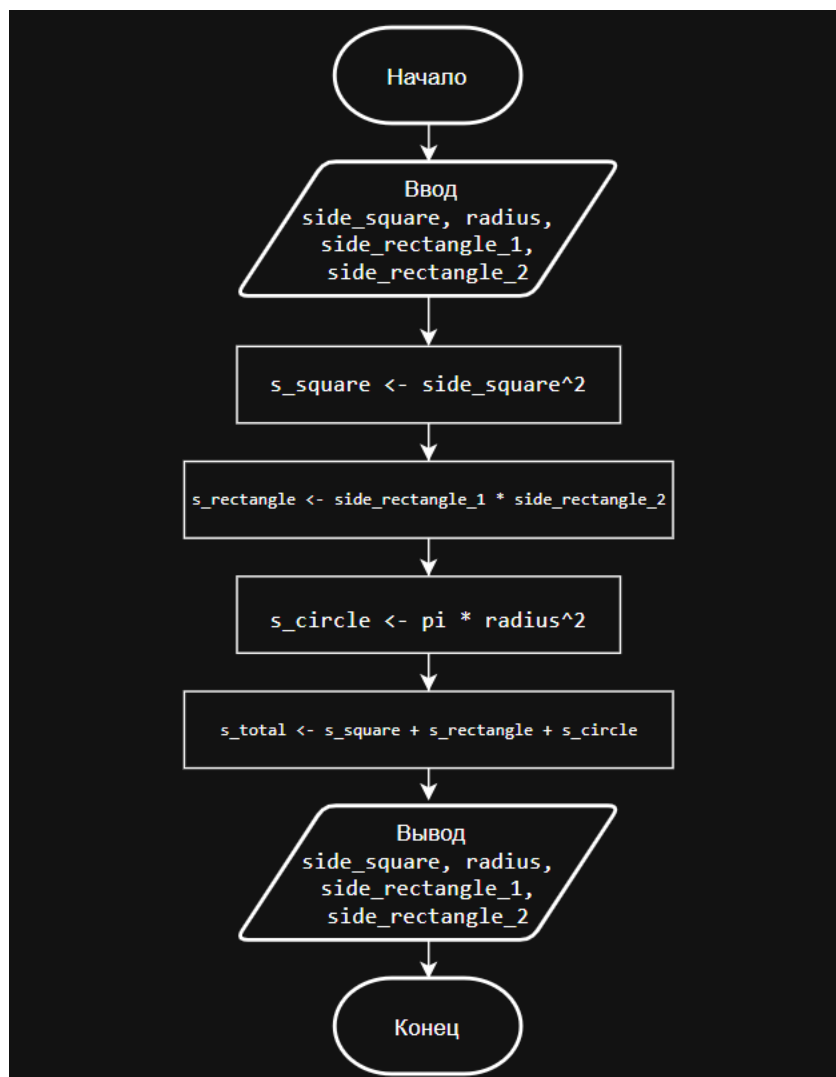 Начало
Ввод
side_square, radius,
side_rectangle_1,
side_rectangle_2
s_square <- side_square^2
s_rectangle <- side_rectangle_1 * side_rectangle_2
s_circle <- pi * radius^2
s_total <- s_square + s_rectangle + s_circle
Вывод
side_square, radius,
side_rectangle_1,
side_rectangle_2
Конец